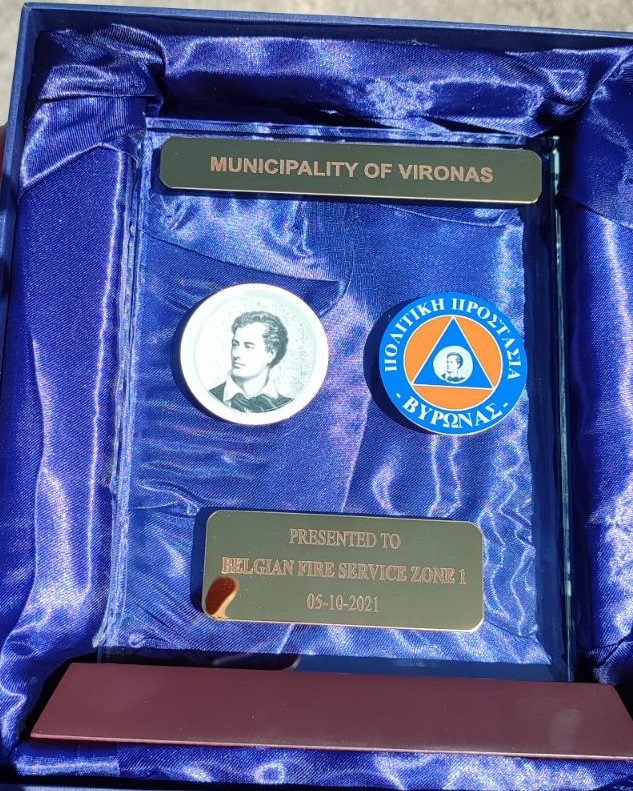 MUNICIPALITY OF VIRONAS
ΠΟΛΙΤΙΚΗ ΠΡΟΣΤΑΣΙΑ
- ΒΥΡΩΝΑΣ -
PRESENTED TO
BELGIAN FIRE SERVICE ZONE 1
05-10-2021